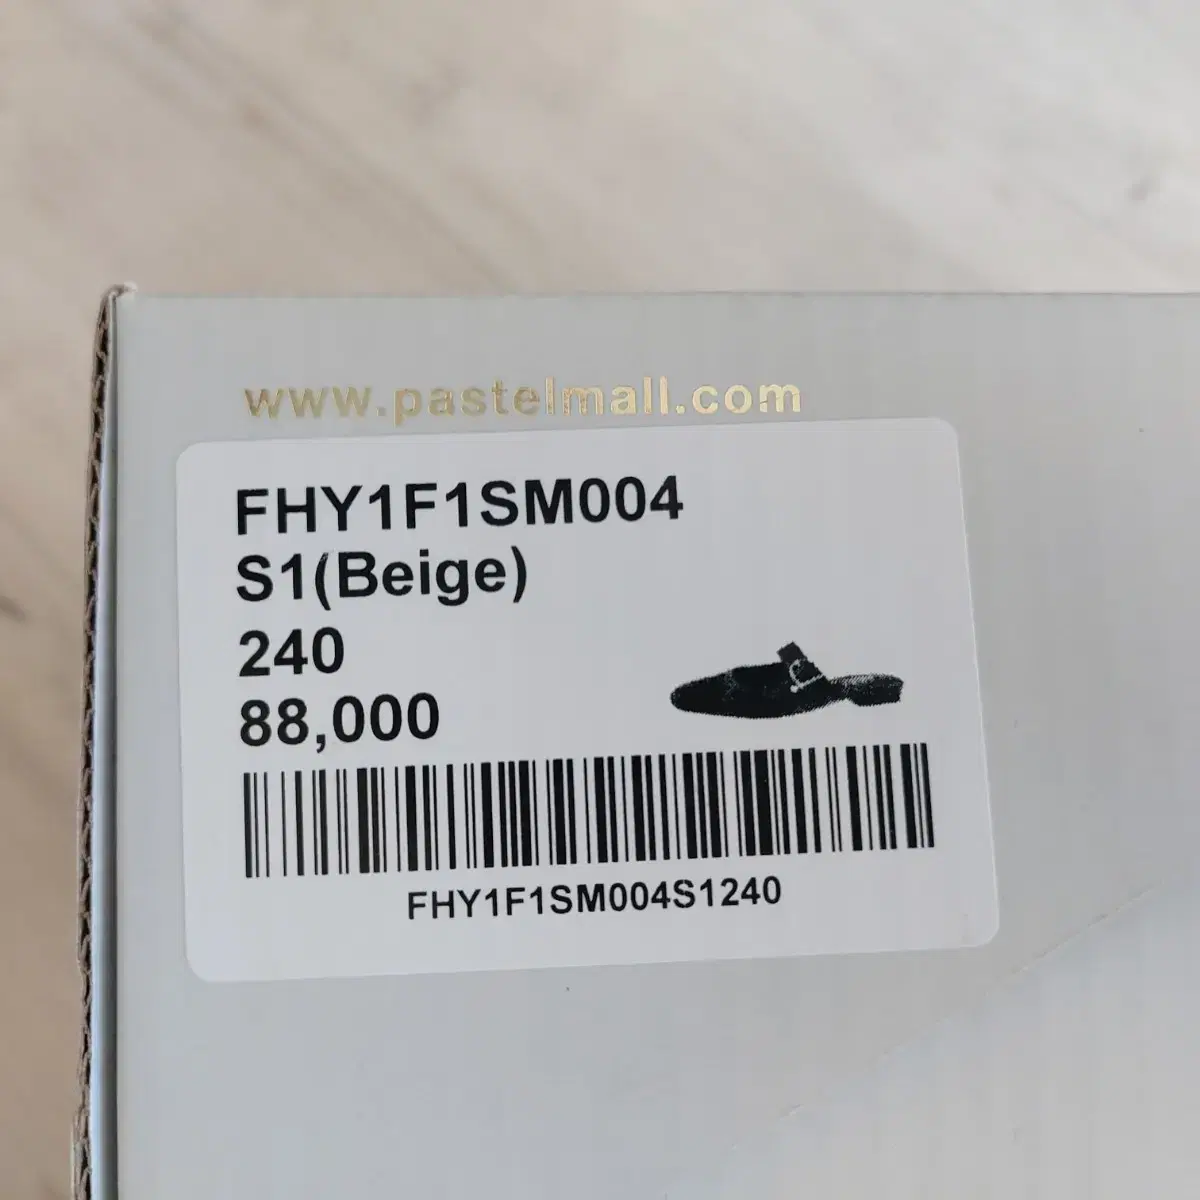 www.pastelmall.com
FHY1F1SM004
S1(Beige)
240
88,000
FHY1F1SM004S1240